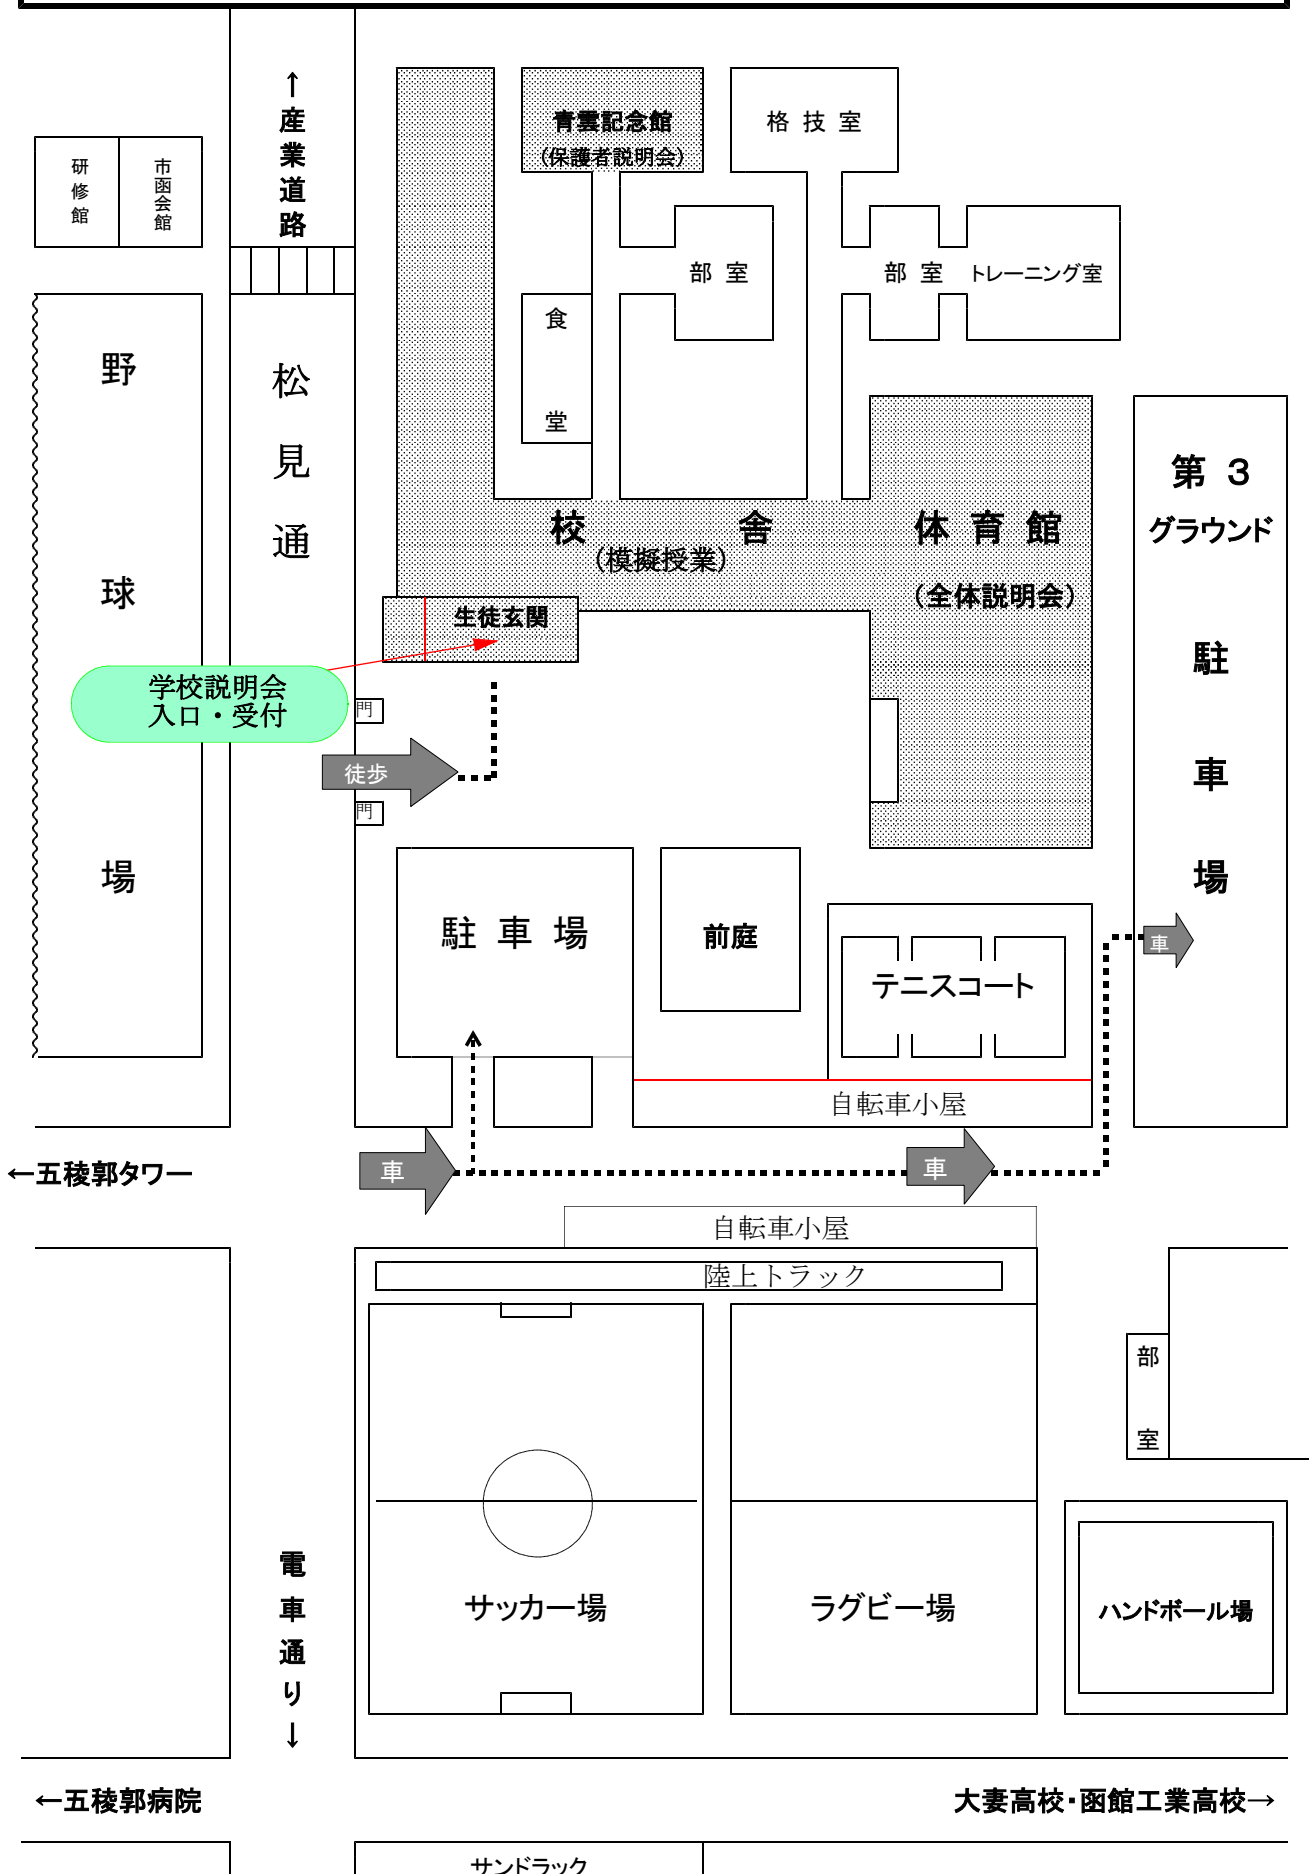 ↑産業道路
青雲記念館
(保護者説明会)
格 技 室
研修館
市函会館
部 室
部 室
トレーニング室
食堂
野球場
松見通
校 舎
(模擬授業)
体 育 館
(全体説明会)
第 3
グラウンド
駐車場
生徒玄関
学校説明会
入口・受付
門
徒歩
門
駐 車 場
前庭
テニスコート
車
自転車小屋
←五稜郭タワー
車
車
自転車小屋
陸上トラック
部室
サッカー場
ラグビー場
ハンドボール場
電車通り↓
←五稜郭病院
大妻高校・函館工業高校→
サンドラック